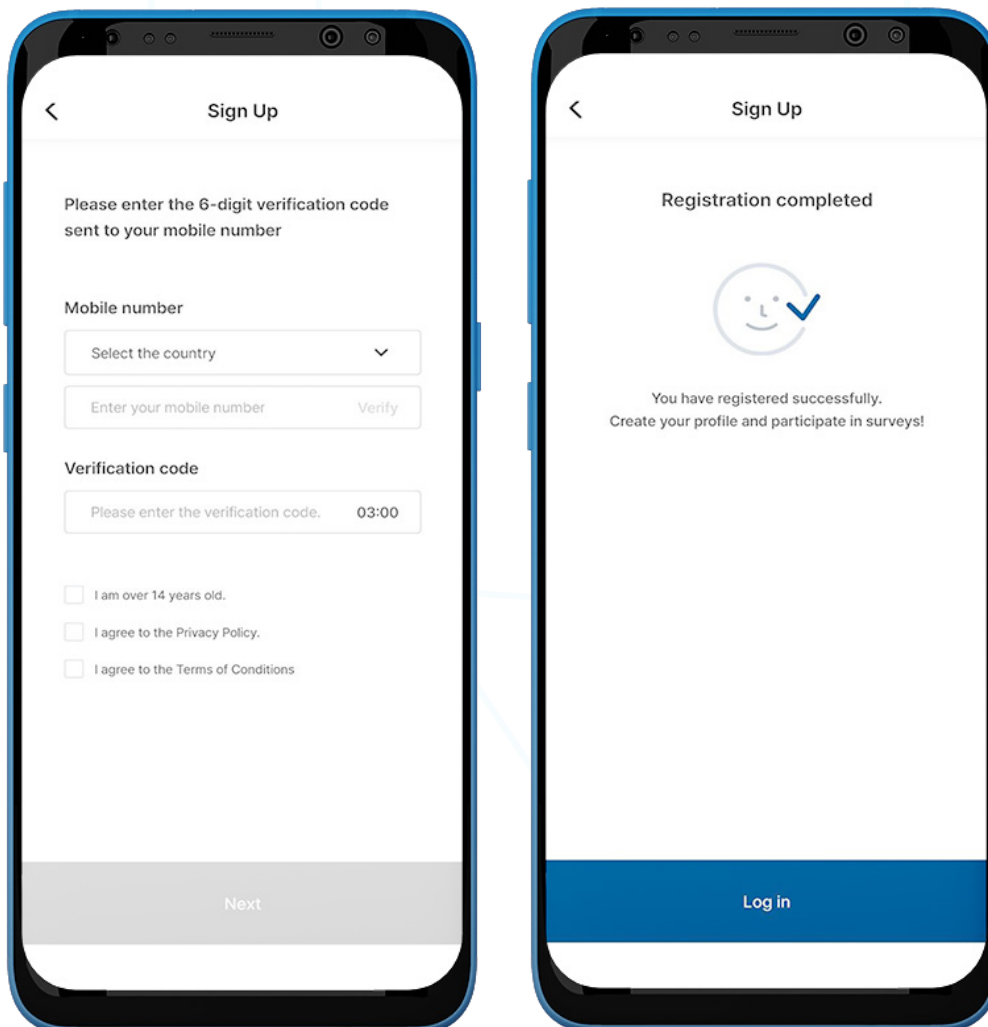 Sign Up
Please enter the 6-digit verification code
sent to your mobile number
Mobile number
Select the country
Enter your mobile number Verify
Verification code
Please enter the verification code. 03:00
I am over 14 years old.
I agree to the Privacy Policy.
I agree to the Terms of Conditions
Next
Sign Up
Registration completed
You have registered successfully.
Create your profile and participate in surveys!
Log in